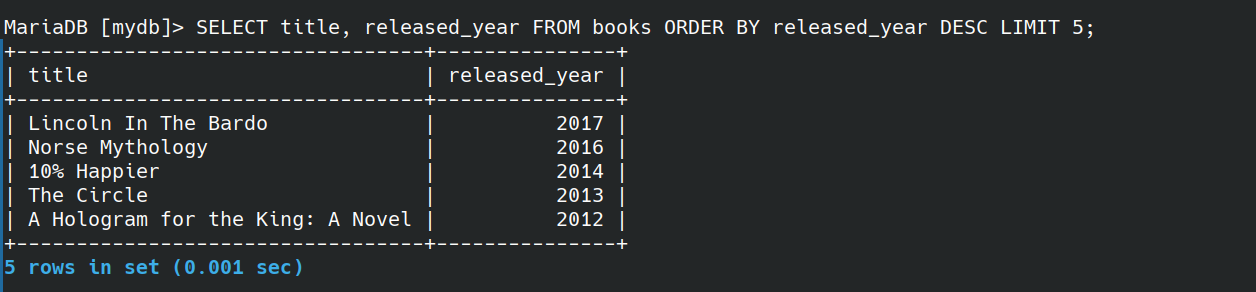 MariaDB [mydb]> SELECT title, released_year FROM books ORDER BY released_year DESC LIMIT 5;
+----------------------------------+---------------+
| title                            | released_year |
+----------------------------------+---------------+
| Lincoln In The Bardo             |          2017 |
| Norse Mythology                  |          2016 |
| 10% Happier                      |          2014 |
| The Circle                       |          2013 |
| A Hologram for the King: A Novel |          2012 |
+----------------------------------+---------------+
5 rows in set (0.001 sec)